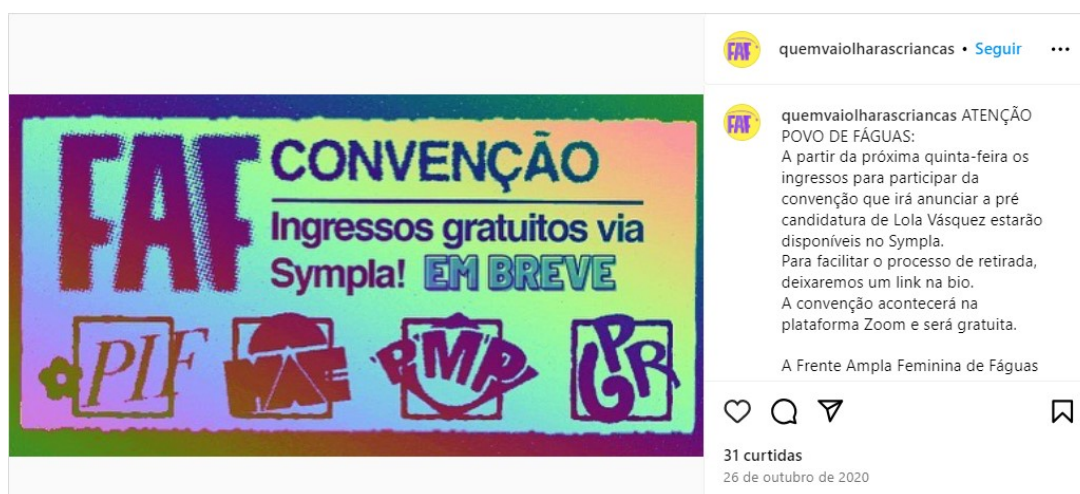 FAF
CONVENÇÃO
Ingressos gratuitos via
Sympla! EM BREVE
PIF
PMP
GPR
FAF
quemvaiolharascriancas • Seguir
FAF
quemvaiolharascriancas ATENÇÃO
POVO DE FÁGUAS:
A partir da próxima quinta-feira os
ingressos para participar da
convenção que irá anunciar a pré
candidatura de Lola Vásquez estarão
disponíveis no Sympla.
Para facilitar o processo de retirada,
deixaremos um link na bio.
A convenção acontecerá na
plataforma Zoom e será gratuita.
A Frente Ampla Feminina de Fáguas
31 curtidas
26 de outubro de 2020